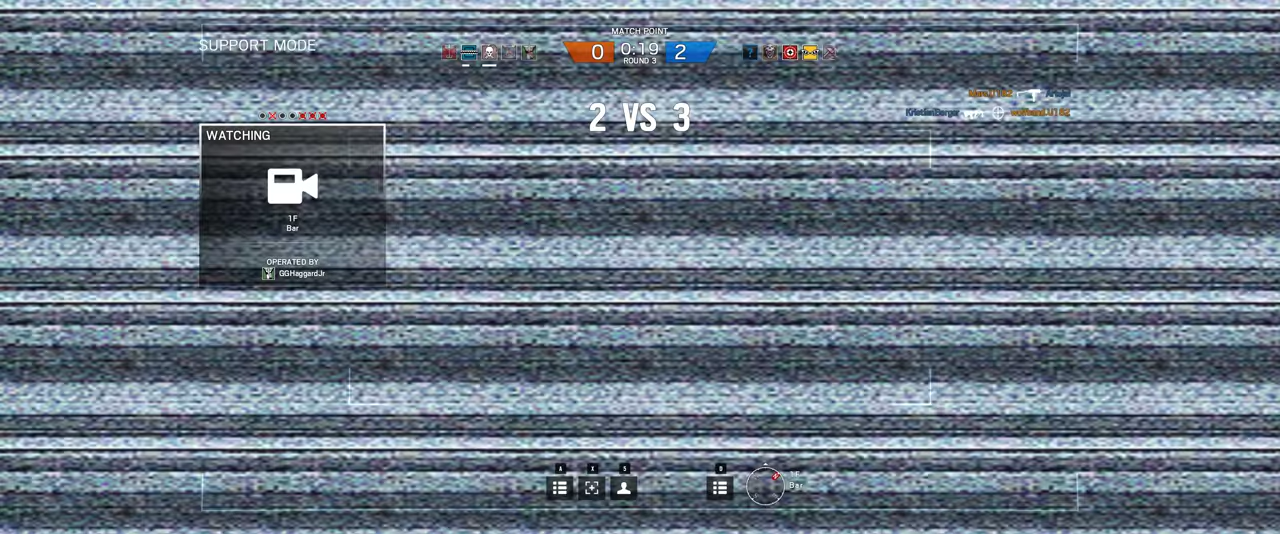 SUPPORT MODE
MATCH POINT
0 0:19 2
ROUND 3
2 VS 3
KristianBerger
WATCHING
1F
Bar
OPERATED BY
GGHaggardJr
A X S D
1F
Bar